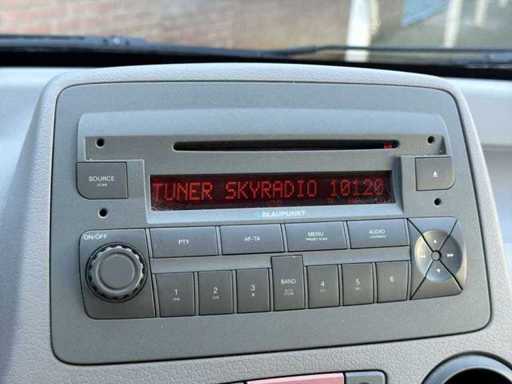 SOURCE
SCAN
TUNER SKYRADIO 10120
BLAUPUNKT
ON/OFF
PTY
AF-TA
MENU
AUDIO
1
2
3
BAND
4
5
6